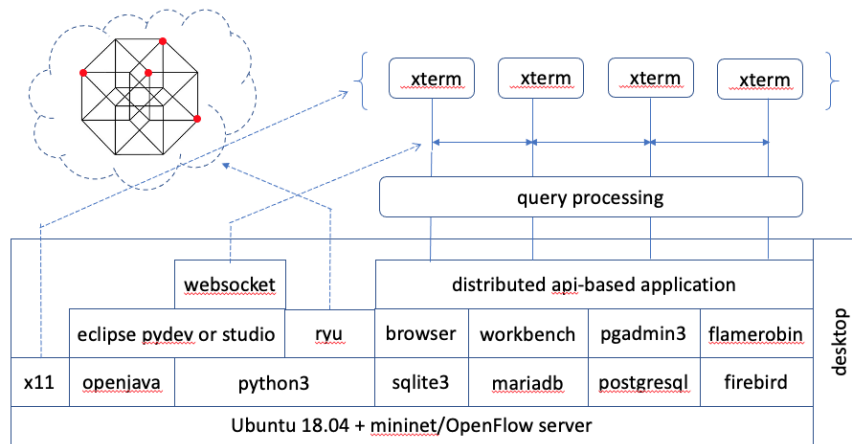 xterm xterm xterm xterm
query processing
websocket distributed api-based application
eclipse pydev or studio ryu browser workbench pgadmin3 flamerobin
x11 openjava python3 sqlite3 mariadb postgresql firebird
Ubuntu 18.04 + mininet/OpenFlow server
desktop